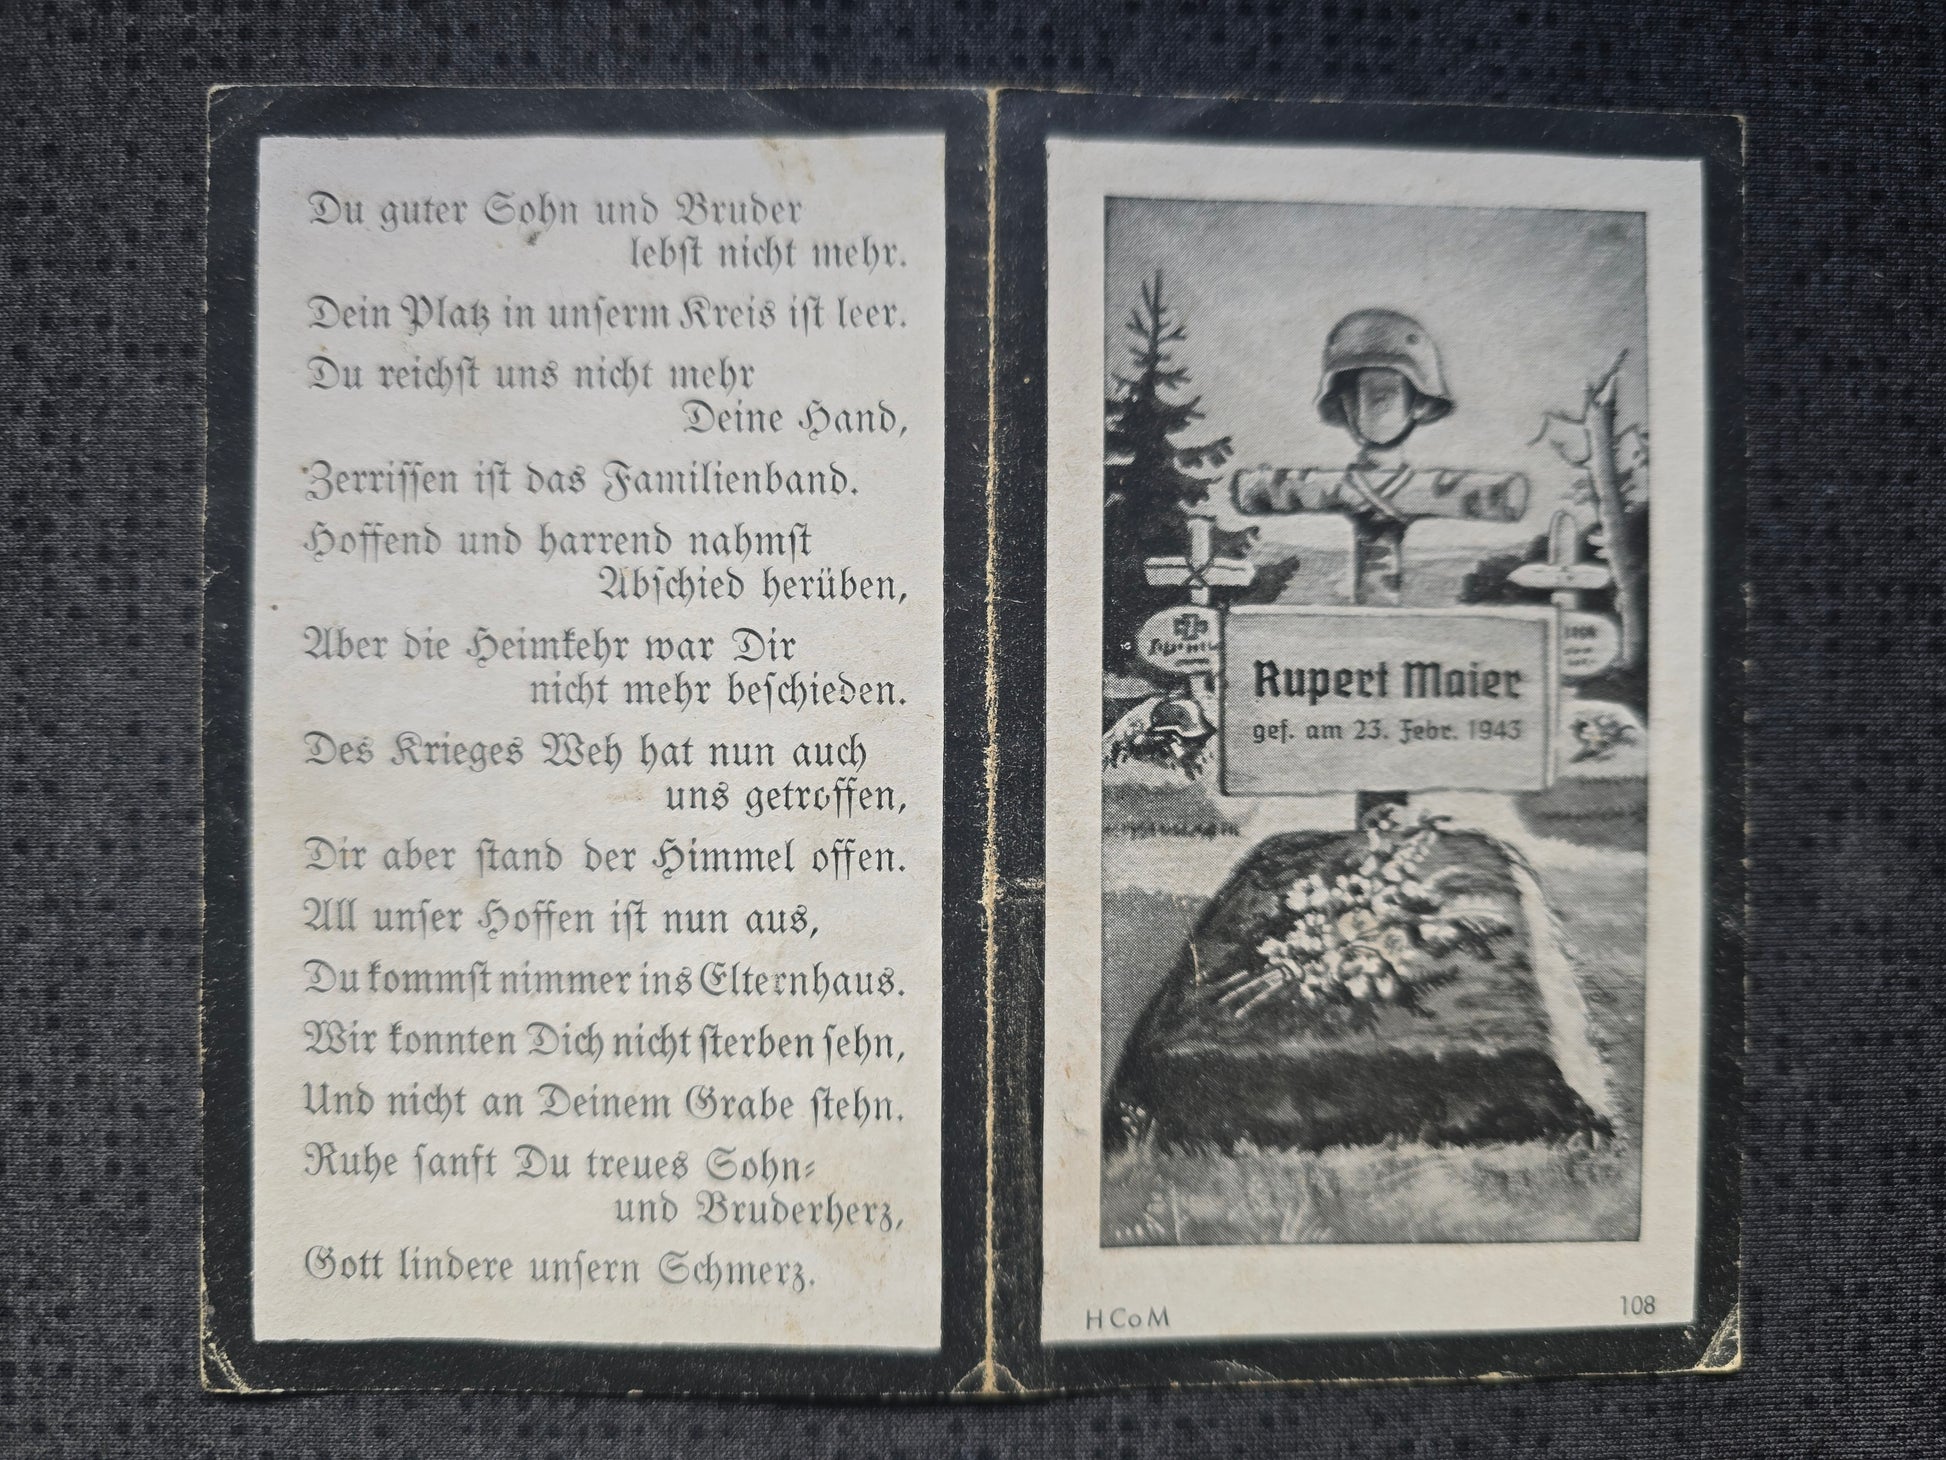 Du guter Sohn und Bruder
lebst nicht mehr.
Dein Platz in unserm Kreis ist leer.
Du reichst uns nicht mehr
Deine Hand,
Zerrissen ist das Familienband.
Hoffend und harrend nahmst
Abschied herüben,
Aber die Heimkehr war Dir
nicht mehr beschieden.
Des Krieges Weh hat nun auch
uns getroffen,
Dir aber stand der Himmel offen.
All unser Hoffen ist nun aus,
Du kommst nimmer ins Elternhaus.
Wir konnten Dich nicht sterben sehn,
Und nicht an Deinem Grabe stehn.
Ruhe sanft Du treues Sohn-
und Bruderherz,
Gott lindere unsern Schmerz.
Rupert Maier
gef. am 23. Febr. 1943
H Co M
108